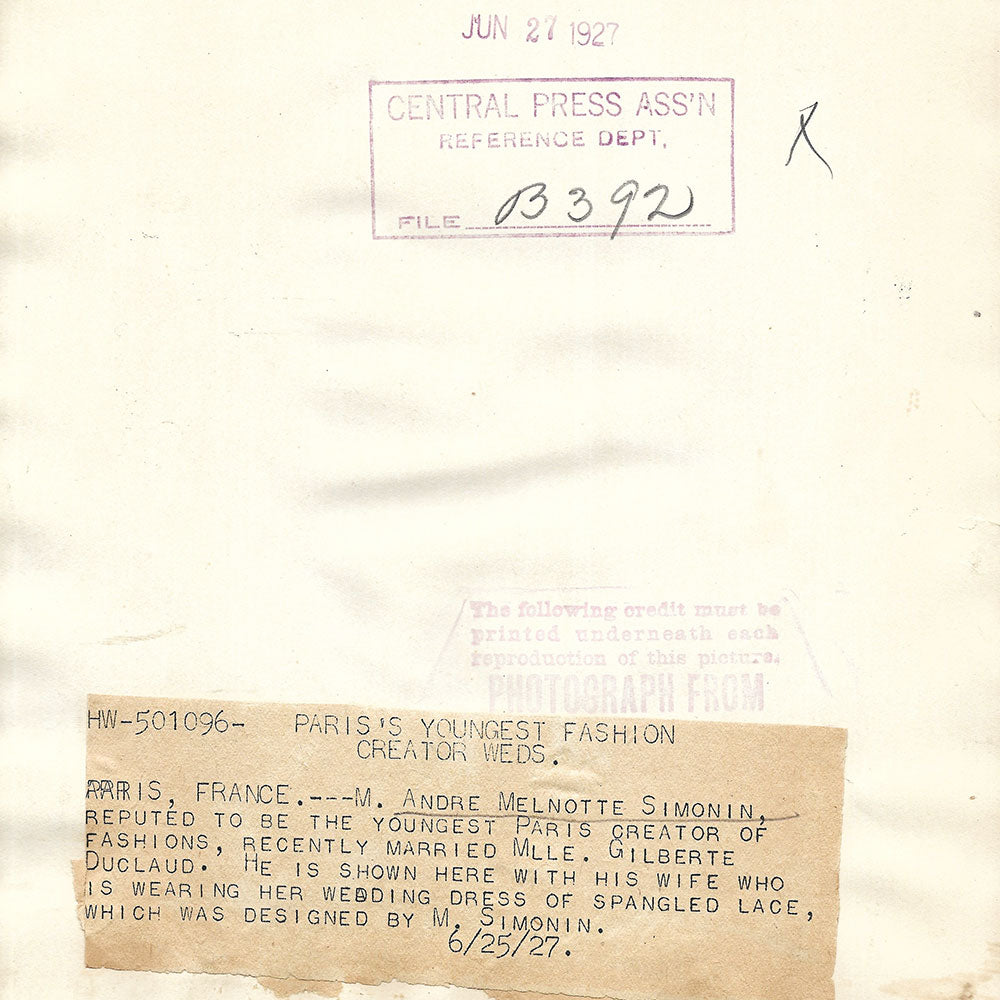 JUN 27 1927
CENTRAL PRESS ASS'N
REFERENCE DEPT.
FILE B392
X
The following credit must be
printed underneath each
reproduction of this picture.
PHOTOGRAPH FROM
HW-501096- PARIS'S YOUNGEST FASHION
CREATOR WEDS.
PARIS, FRANCE.---M. ANDRE MELNOTTE SIMONIN,
REPUTED TO BE THE YOUNGEST PARIS CREATOR OF
FASHIONS, RECENTLY MARRIED MLLE. GILBERTE
DUCLAUD. HE IS SHOWN HERE WITH HIS WIFE WHO
IS WEARING HER WEDDING DRESS OF SPANGLED LACE,
WHICH WAS DESIGNED BY M. SIMONIN.
6/25/27.